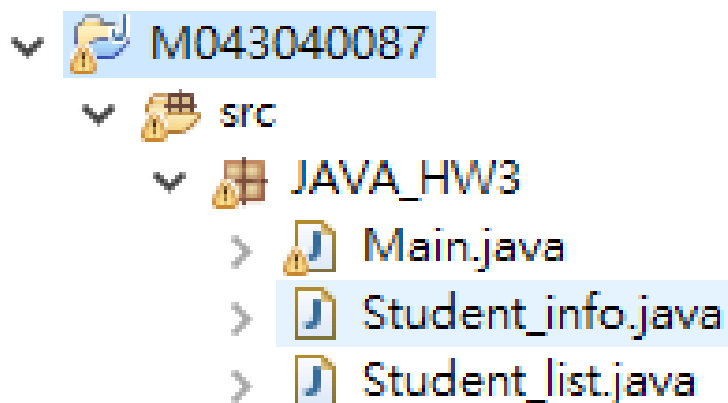 M043040087
src
JAVA_HW3
Main.java
Student_info.java
Student_list.java